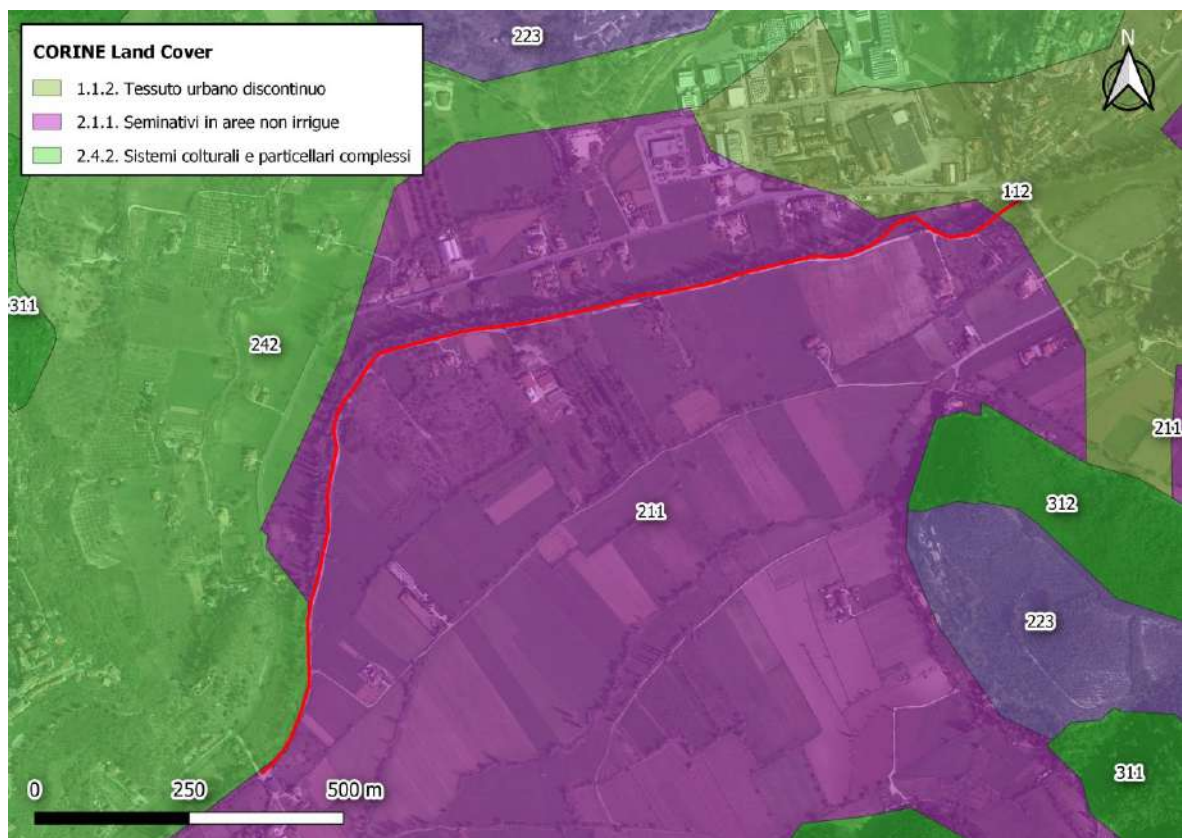 CORINE Land Cover
1.1.2. Tessuto urbano discontinuo
2.1.1. Seminativi in aree non irrigue
2.4.2. Sistemi colturali e particellari complessi
223
N
112
311
242
211
211
312
223
311
0 250 500 m